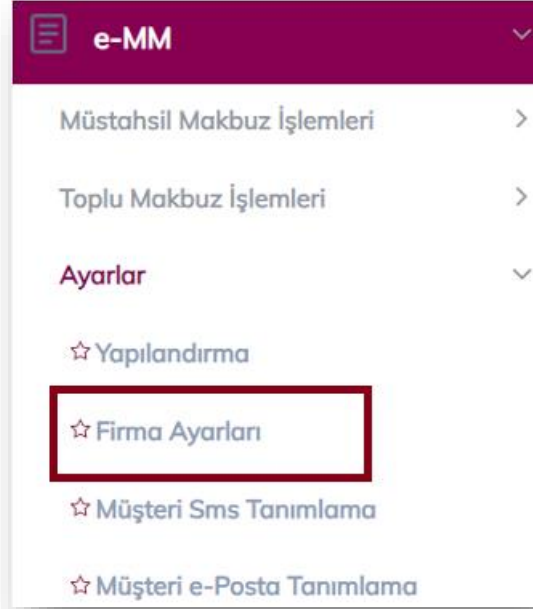 e-MM
Müstahsil Makbuz İşlemleri
Toplu Makbuz İşlemleri
Ayarlar
Yapılandırma
Firma Ayarları
Müşteri Sms Tanımlama
Müşteri e-Posta Tanımlama